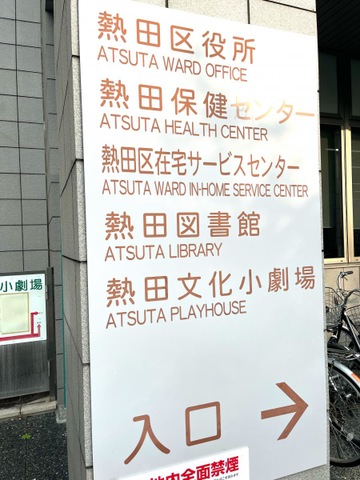 熱田区役所
ATSUTA WARD OFFICE
熱田保健センター
ATSUTA HEALTH CENTER
熱田区在宅サービスセンター
ATSUTA WARD IN-HOME SERVICE CENTER
熱田図書館
ATSUTA LIBRARY
熱田文化小劇場
ATSUTA PLAYHOUSE
小劇場
入口
内全面禁煙